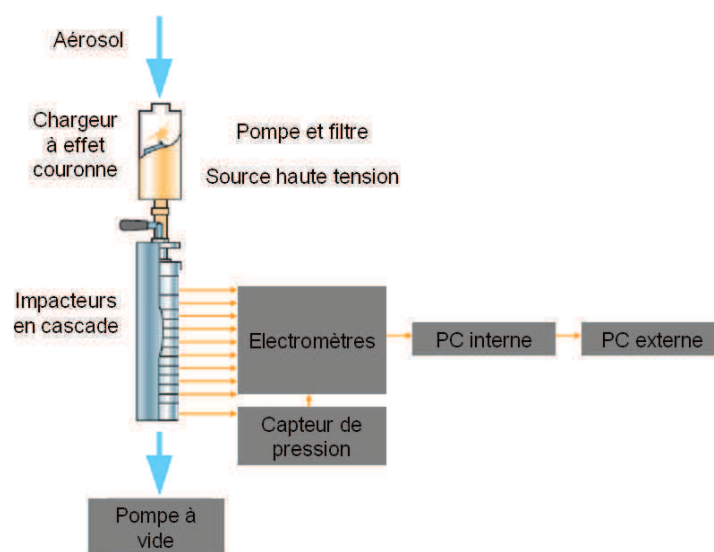 Aérosol
Chargeur
à effet
couronne
Pompe et filtre
Source haute tension
Impacteurs
en cascade
Electromètres
PC interne
PC externe
Capteur de
pression
Pompe à
vide